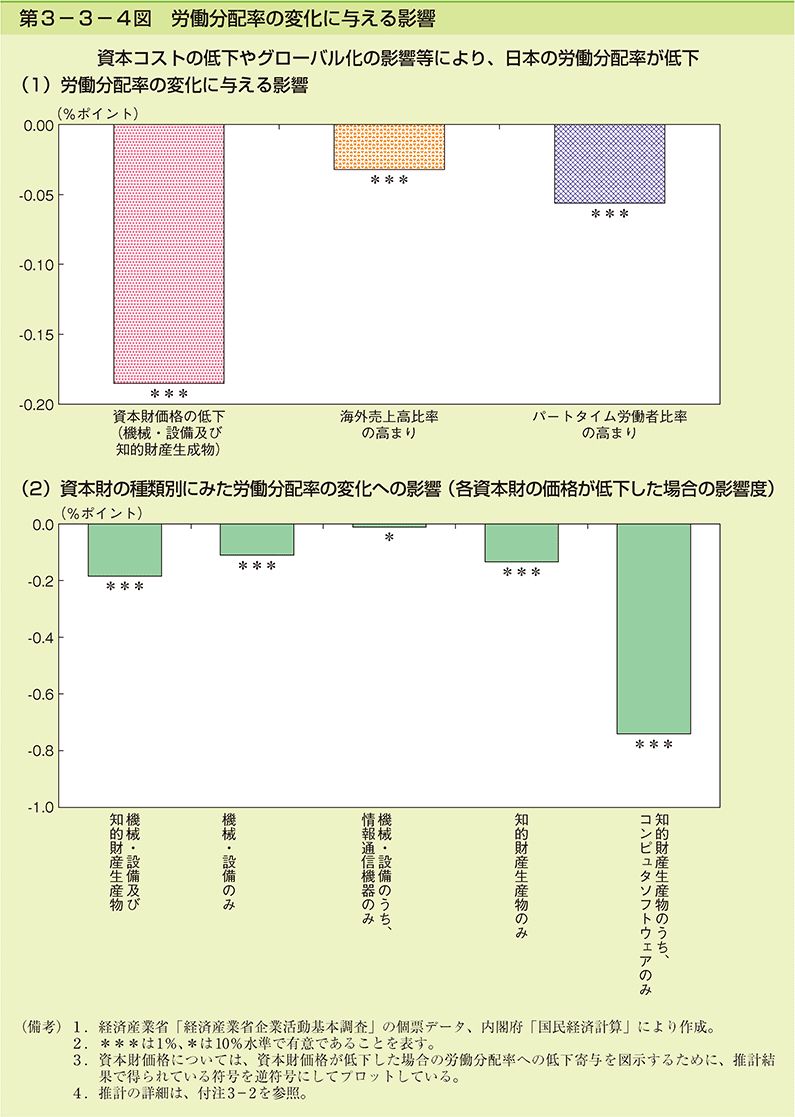 第３－３－４図　労働分配率の変化に与える影響
資本コストの低下やグローバル化の影響等により、日本の労働分配率が低下
（１）労働分配率の変化に与える影響
（％ポイント）
0.00
-0.05
-0.10
-0.15
-0.20
＊＊＊
＊＊＊
＊＊＊
資本財価格の低下
（機械・設備及び
知的財産生成物）
海外売上高比率
の高まり
パートタイム労働者比率
の高まり
（２）資本財の種類別にみた労働分配率の変化への影響（各資本財の価格が低下した場合の影響度）
（％ポイント）
0.0
-0.2
-0.4
-0.6
-0.8
-1.0
＊＊＊
＊＊＊
＊
＊＊＊
＊＊＊
機械・設備及び
知的財産生産物
機械・設備のみ
機械・設備のうち、
情報通信機器のみ
知的財産生産物のみ
知的財産生産物のうち、
コンピュタソフトウェアのみ
（備考）１．経済産業省「経済産業省企業活動基本調査」の個票データ、内閣府「国民経済計算」により作成。
２．＊＊＊は1％、＊は10％水準で有意であることを表す。
３．資本財価格については、資本財価格が低下した場合の労働分配率への低下寄与を図示するために、推計結
果で得られている符号を逆符号にしてプロットしている。
４．推計の詳細は、付注３－２を参照。